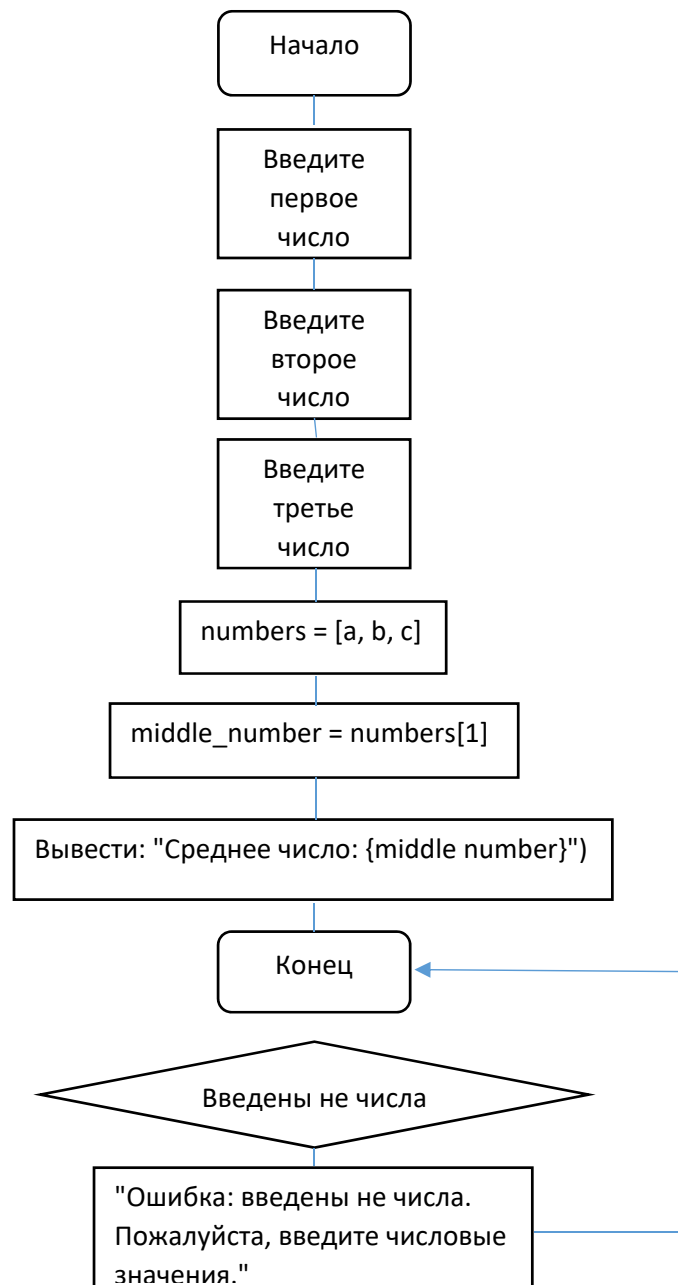 Начало
Введите
первое
число
Введите
второе
число
Введите
третье
число
numbers = [a, b, c]
middle_number = numbers[1]
Вывести: "Среднее число: {middle number}")
Конец
Введены не числа
"Ошибка: введены не числа.
Пожалуйста, введите числовые
значения."